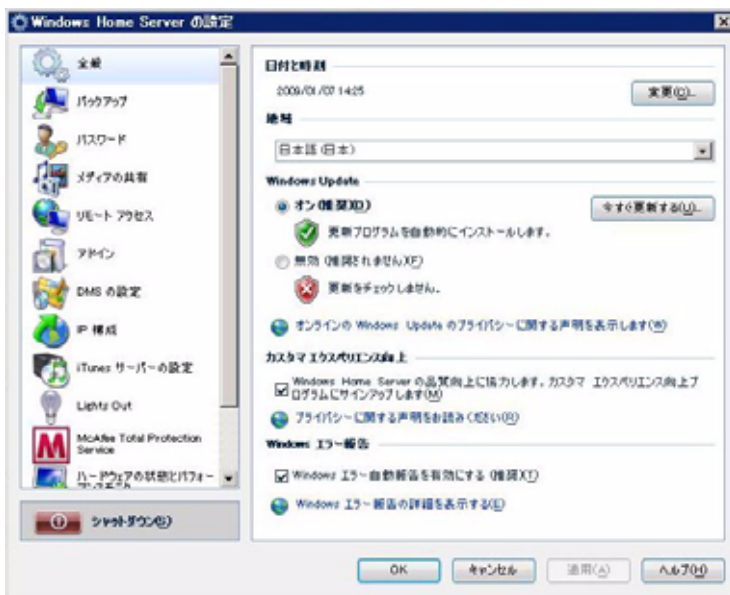 Windows Home Server の設定
全般
バックアップ
パスワード
メディアの共有
リモート アクセス
アドイン
DMS の設定
IP 構成
iTunes サーバーの設定
Lights Out
McAfee Total Protection
Service
ハードウェアの状態とパフォー
マンスモニタ
シャットダウン(S)
日付と時刻
2009/01/07 14:25
変更(C)...
地域
日本語 (日本)
Windows Update
オン (推奨)(O)
今すぐ更新する(U)...
更新プログラムを自動的にインストールします。
無効 (推奨されません)(F)
更新をチェックしません。
オンラインの Windows Update のプライバシーに関する声明を表示します(W)
カスタマ エクスペリエンス向上
Windows Home Server の品質向上に協力します。カスタマ エクスペリエンス向上プ
ログラムにサインアップします(M)
プライバシーに関する声明をお読みください(R)
Windows エラー報告
Windows エラー自動報告を有効にする (推奨)(T)
Windows エラー報告の詳細を表示する(E)
OK
キャンセル
適用(A)
ヘルプ(H)